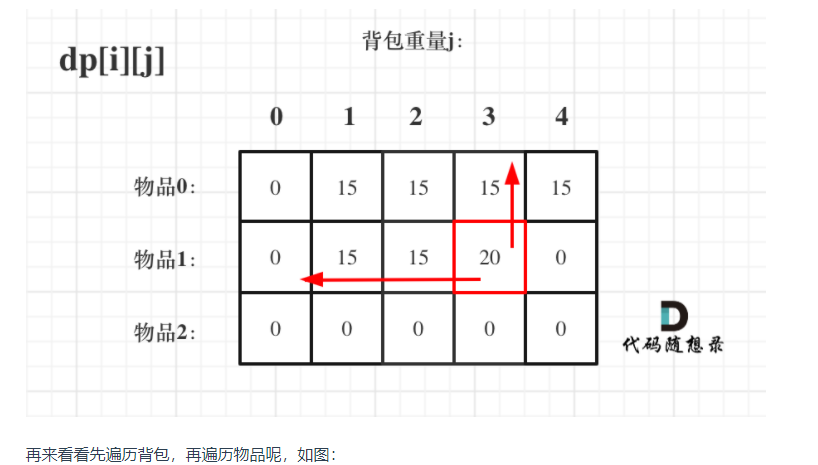 背包重量j：
dp[i][j]
0 1 2 3 4
物品0： 0 15 15 15 15
物品1： 0 15 15 20 0
物品2： 0 0 0 0 0
代码随想录
再来看看先遍历背包，再遍历物品呢，如图：